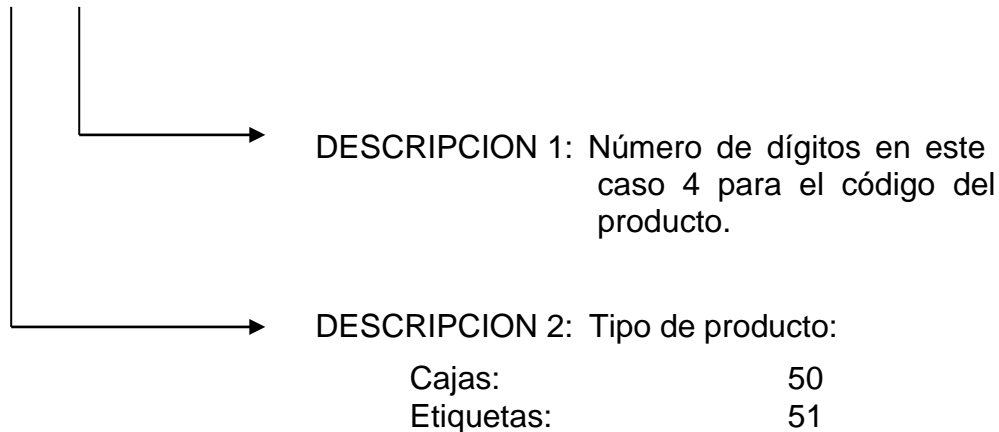 DESCRIPCION 1: Número de dígitos en este
caso 4 para el código del
producto.
DESCRIPCION 2: Tipo de producto:
Cajas: 50
Etiquetas: 51